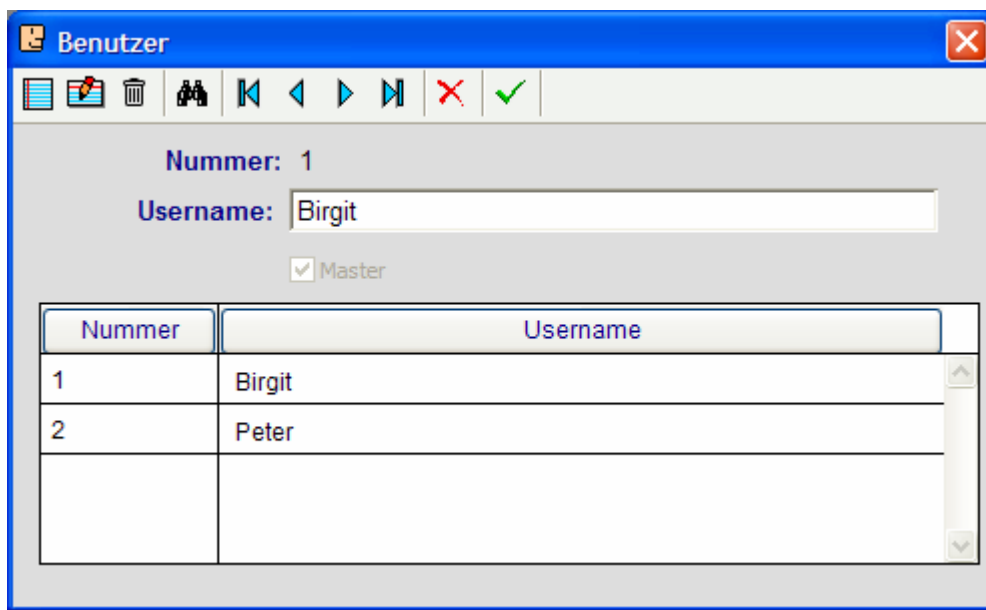 Benutzer
Nummer: 1
Username: Birgit
Master
Nummer Username
1 Birgit
2 Peter